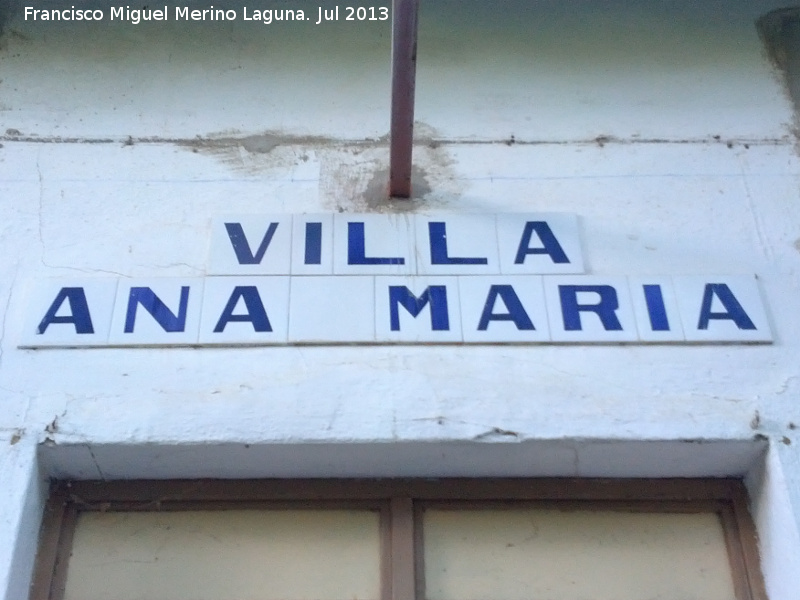 Francisco Miguel Merino Laguna. Jul 2013
VILLA
ANA MARIA